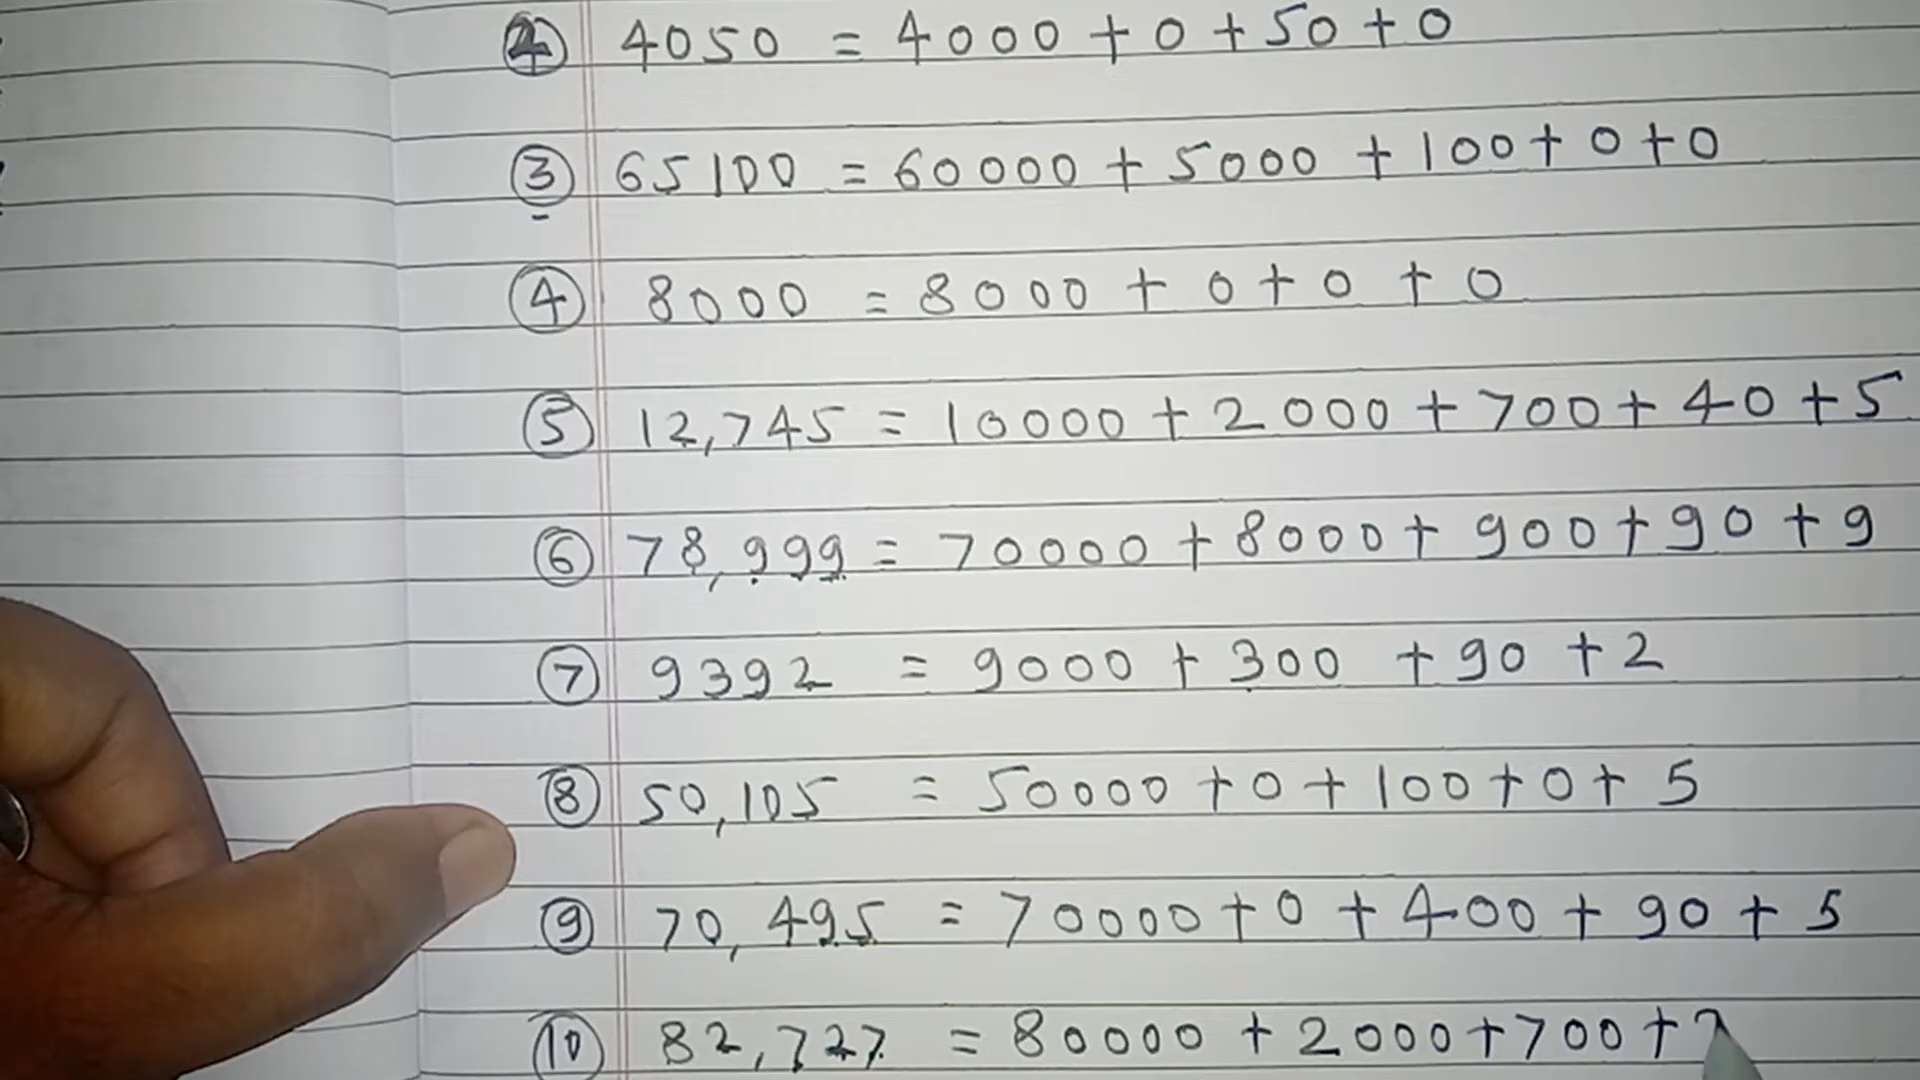 ② 4050 = 4000 + 0 + 50 + 0
③ 65100 = 60000 + 5000 + 100 + 0 + 0
④ 8000 = 8000 + 0 + 0 + 0
⑤ 12,745 = 10000 + 2000 + 700 + 40 + 5
⑥ 78,999 = 70000 + 8000 + 900 + 90 + 9
⑦ 9392 = 9000 + 300 + 90 + 2
⑧ 50,105 = 50000 + 0 + 100 + 0 + 5
⑨ 70,495 = 70000 + 0 + 400 + 90 + 5
⑩ 82,727 = 80000 + 2000 + 700 +